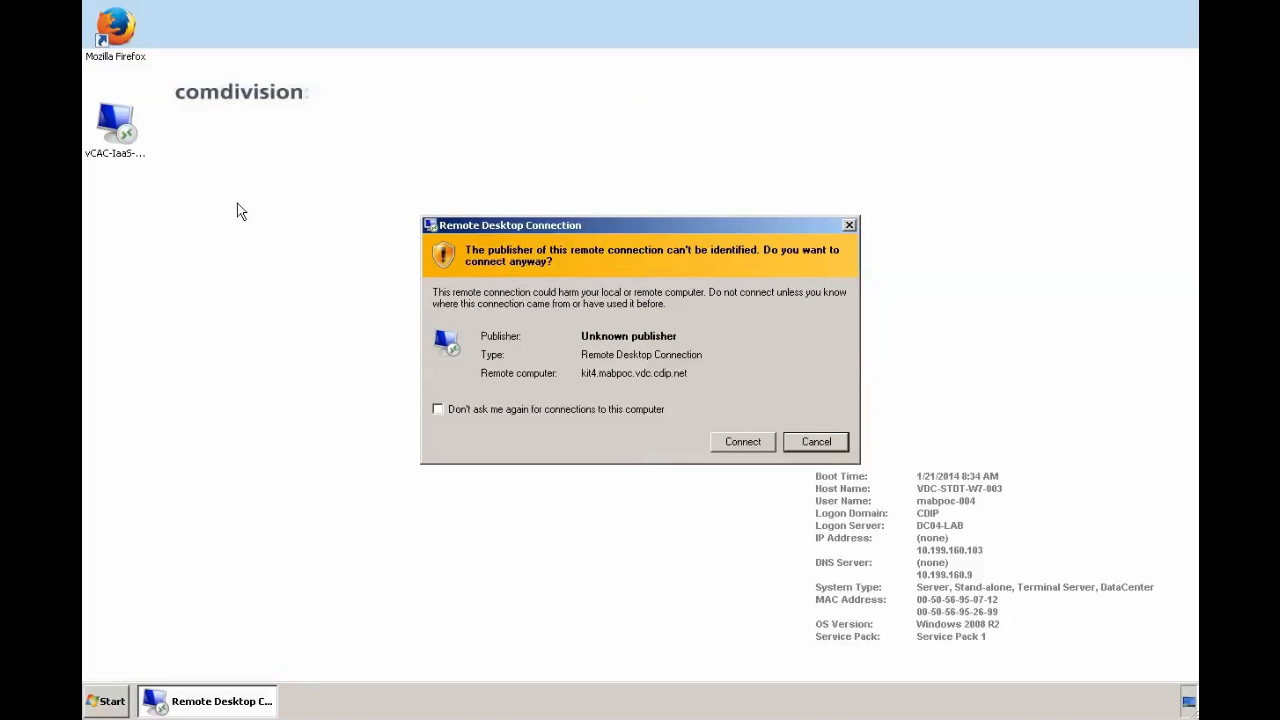 Mozilla Firefox
comdivision:
vCAC-IaaS-...
Remote Desktop Connection
The publisher of this remote connection can't be identified. Do you want to
connect anyway?
This remote connection could harm your local or remote computer. Do not connect unless you know
where this connection came from or have used it before.
Publisher: Unknown publisher
Type: Remote Desktop Connection
Remote computer: kit4.mabpoc.vdc.cdip.net
Don't ask me again for connections to this computer
Connect Cancel
Boot Time: 1/21/2014 8:34 AM
Host Name: VDC-STDT-W7-003
User Name: mabpoc-004
Logon Domain: CDIP
Logon Server: DC04-LAB
IP Address: (none)
10.199.160.103
DNS Server: (none)
10.199.160.9
System Type: Server, Stand-alone, Terminal Server, DataCenter
MAC Address: 00-50-56-95-07-12
00-50-56-95-26-99
OS Version: Windows 2008 R2
Service Pack: Service Pack 1
Start Remote Desktop C...